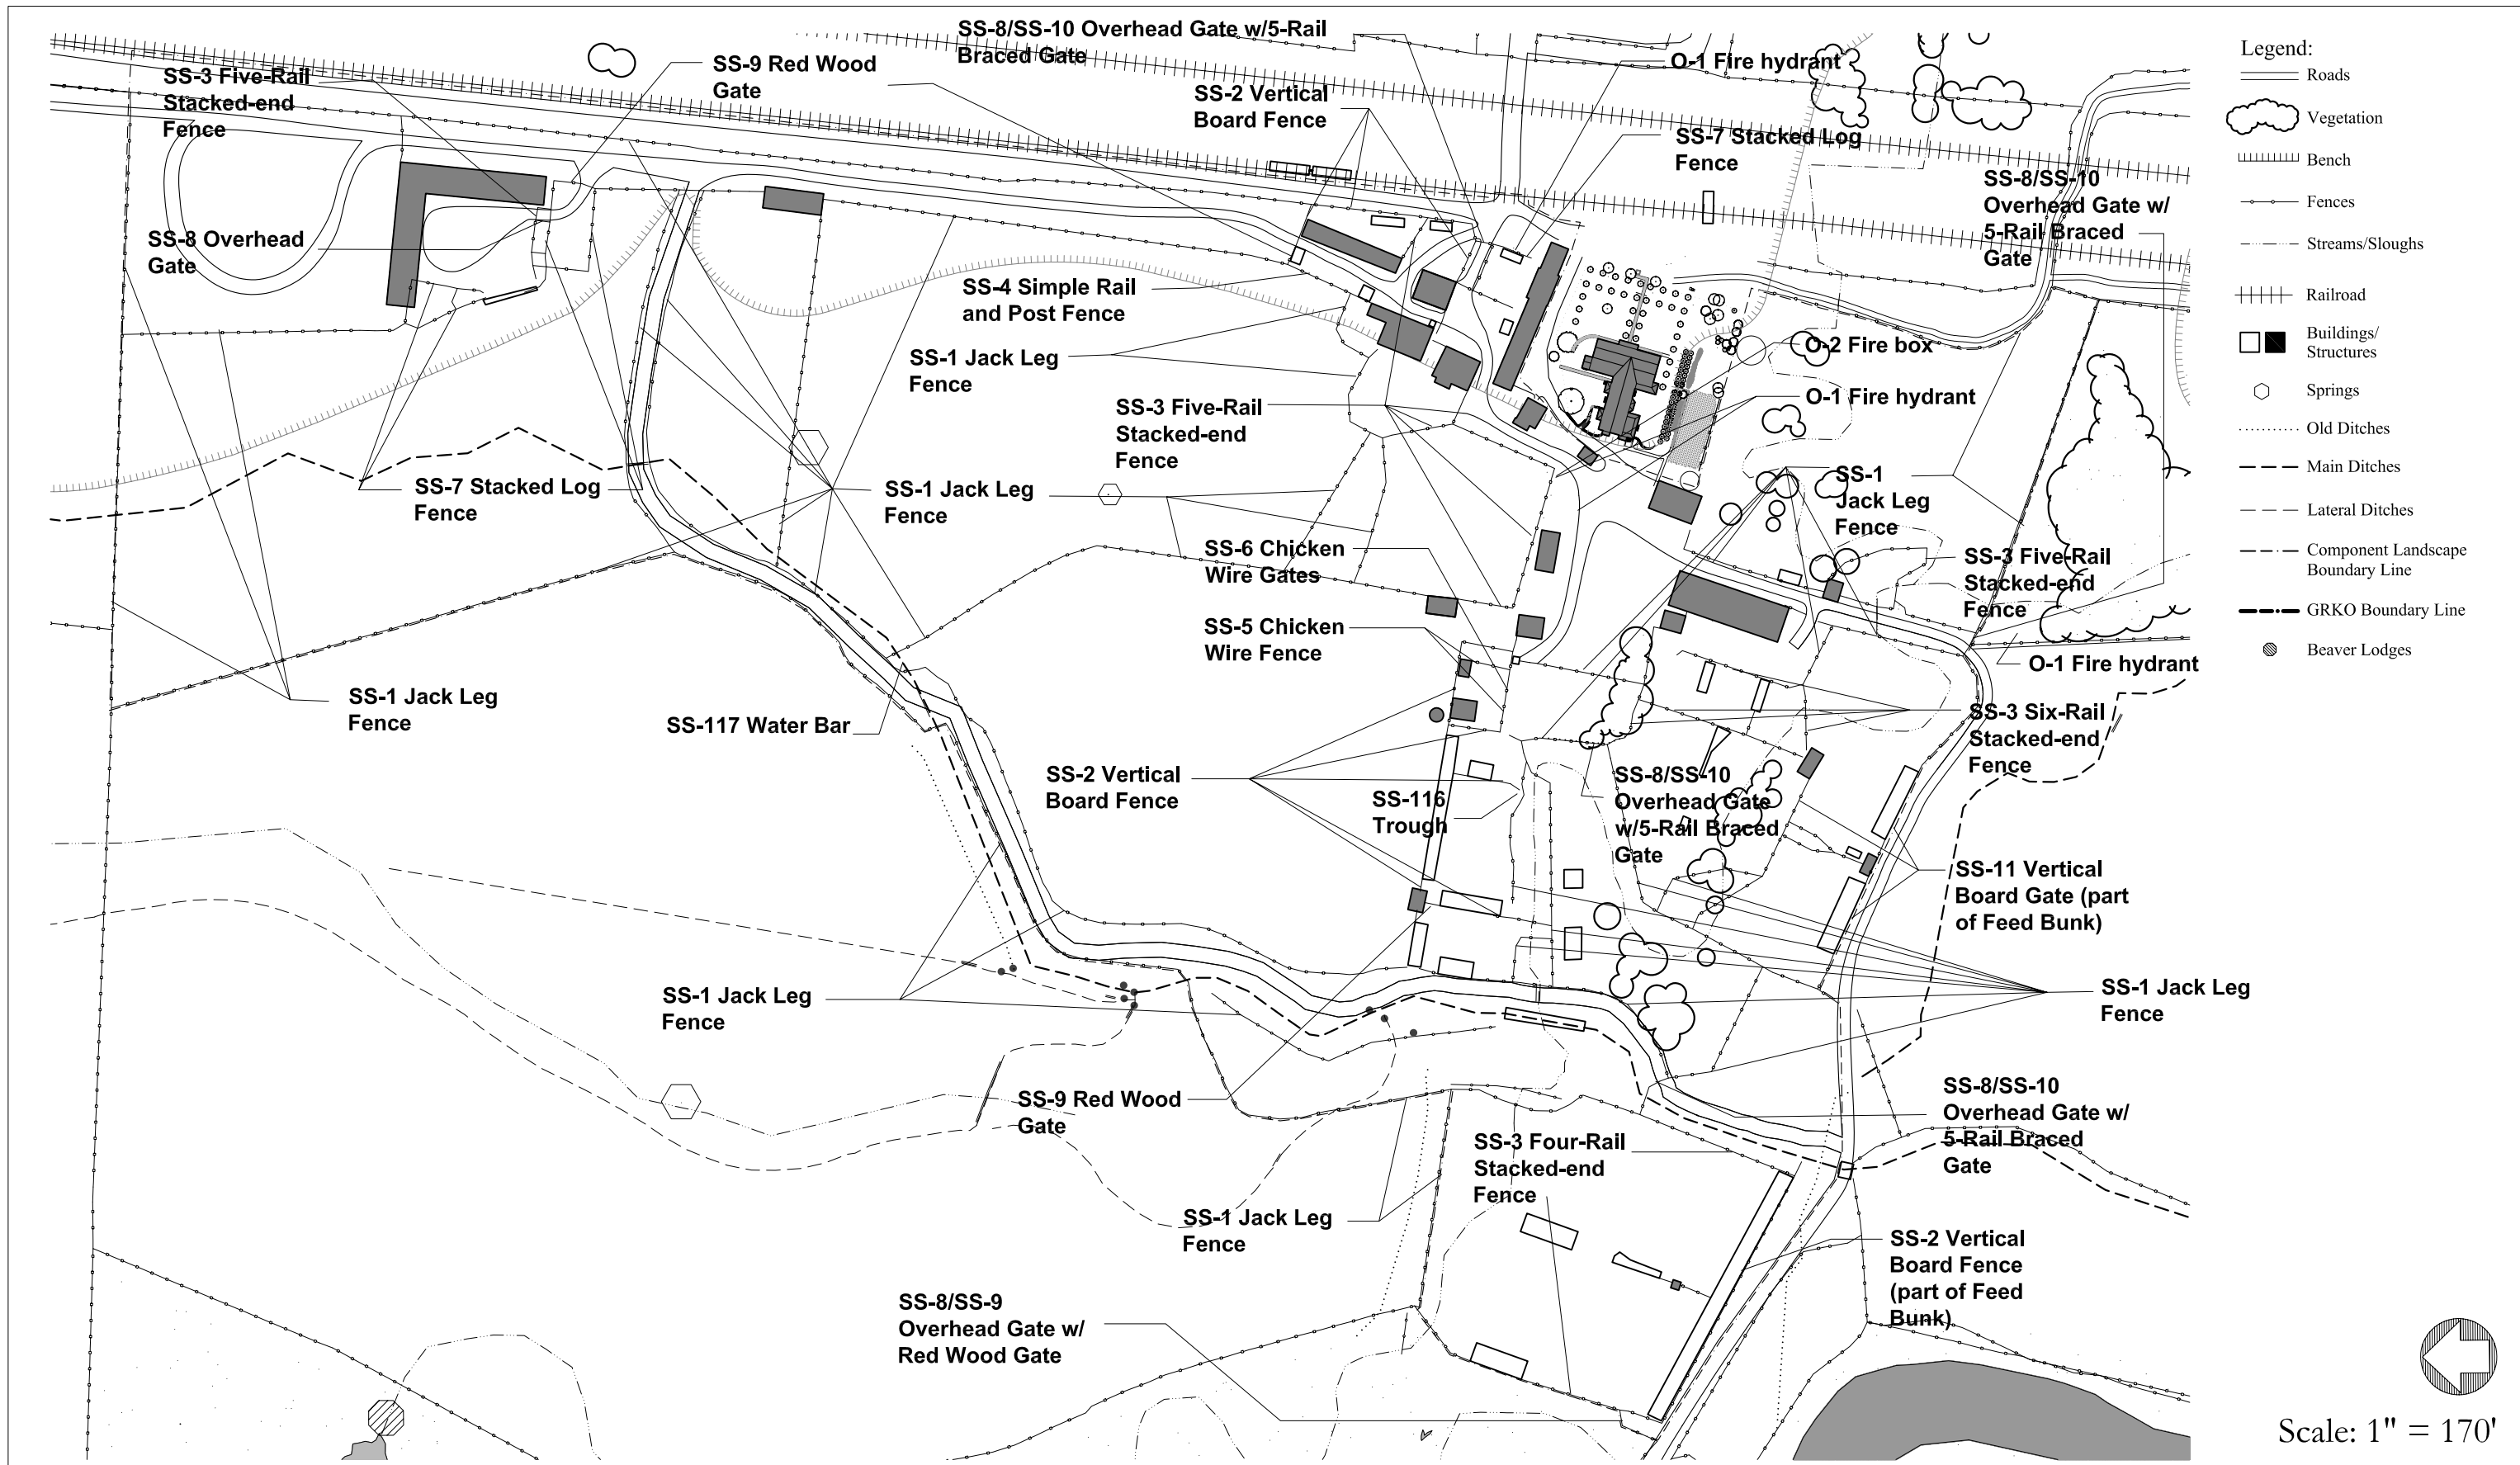 SS-8/SS-10 Overhead Gate w/5-Rail
Braced Gate
SS-3 Five-Rail
Stacked-end
Fence
SS-9 Red Wood
Gate
SS-2 Vertical
Board Fence
O-1 Fire hydrant
SS-7 Stacked Log
Fence
SS-8/SS-10
Overhead Gate w/
5-Rail Braced
Gate
SS-8 Overhead
Gate
SS-4 Simple Rail
and Post Fence
SS-1 Jack Leg
Fence
O-2 Fire box
SS-3 Five-Rail
Stacked-end
Fence
O-1 Fire hydrant
SS-7 Stacked Log
Fence
SS-1 Jack Leg
Fence
SS-1
Jack Leg
Fence
SS-6 Chicken
Wire Gates
SS-3 Five-Rail
Stacked-end
Fence
SS-5 Chicken
Wire Fence
O-1 Fire hydrant
SS-1 Jack Leg
Fence
SS-117 Water Bar
SS-3 Six-Rail
Stacked-end
Fence
SS-2 Vertical
Board Fence
SS-116
Trough
SS-8/SS-10
Overhead Gate
w/5-Rail Braced
Gate
SS-11 Vertical
Board Gate (part
of Feed Bunk)
SS-1 Jack Leg
Fence
SS-1 Jack Leg
Fence
SS-9 Red Wood
Gate
SS-8/SS-10
Overhead Gate w/
5-Rail Braced
Gate
SS-3 Four-Rail
Stacked-end
Fence
SS-1 Jack Leg
Fence
SS-2 Vertical
Board Fence
(part of Feed
Bunk)
SS-8/SS-9
Overhead Gate w/
Red Wood Gate
Legend:
Roads
Vegetation
Bench
Fences
Streams/Sloughs
Railroad
Buildings/
Structures
Springs
Old Ditches
Main Ditches
Lateral Ditches
Component Landscape
Boundary Line
GRKO Boundary Line
Beaver Lodges
Scale: 1" = 170'